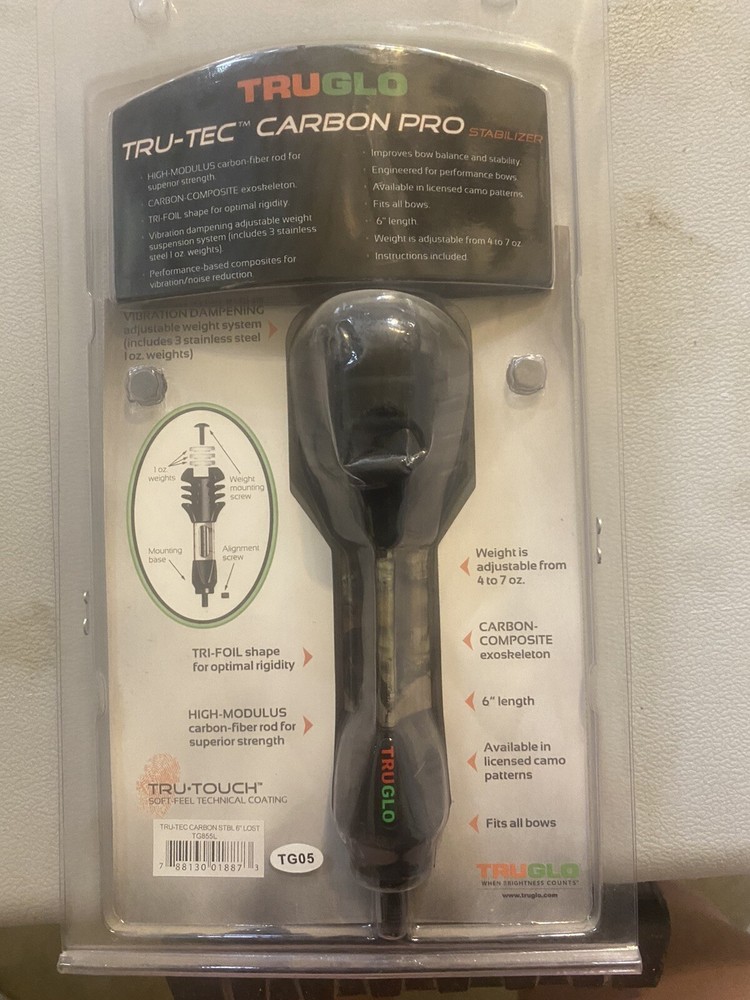 TRUGLO
TRU-TEC™ CARBON PRO STABILIZER
· HIGH-MODULUS carbon-fiber rod for
superior strength.
· CARBON-COMPOSITE exoskeleton.
· TRI-FOIL shape for optimal rigidity.
· Vibration dampening adjustable weight
suspension system (includes 3 stainless
steel 1 oz. weights)
· Performance-based composites for
vibration/noise reduction
· Improves bow balance and stability.
· Engineered for performance bows.
· Available in licensed camo patterns.
· Fits all bows.
· 6" length.
· Weight is adjustable from 4 to 7 oz
· Instructions included.
VIBRATION DAMPENING
adjustable weight system
(includes 3 stainless steel
1 oz. weights)
1 oz
weights
Weight
mounting
screw
Mounting
base
Alignment
screw
Weight is
adjustable from
4 to 7 oz.
CARBON-
COMPOSITE
exoskeleton
TRI-FOIL shape
for optimal rigidity
6" length
HIGH-MODULUS
carbon-fiber rod for
superior strength
Available in
licensed camo
patterns
TRUGLO
TRU•TOUCH™
SOFT-FEEL TECHNICAL COATING
Fits all bows
TRU-TEC CARBON STBL 6" LOST
TG855L
7 88130 01887 3
TG05
TRUGLO
WHEN BRIGHTNESS COUNTS®
www.truglo.com